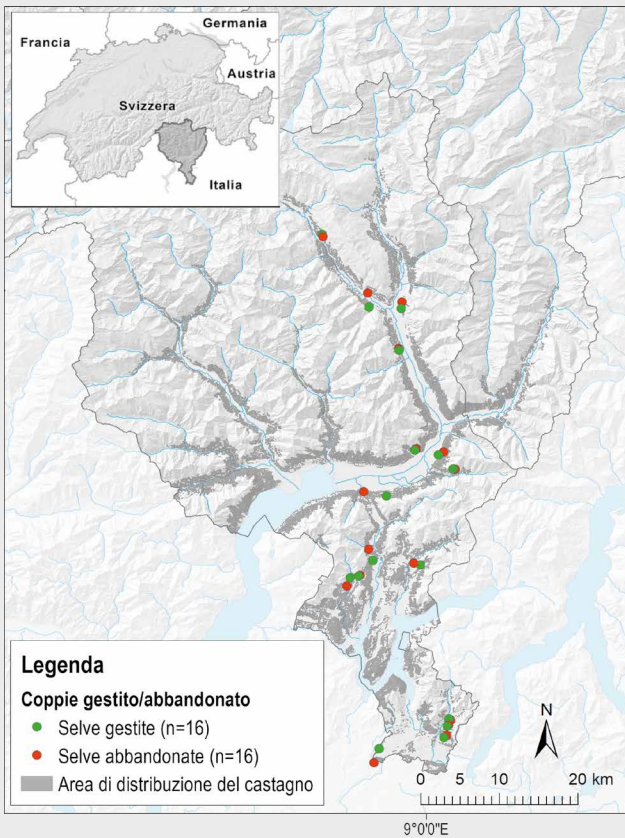 Germania
Francia
Austria
Svizzera
Italia
Legenda
Coppie gestito/abbandonato
Selve gestite (n=16)
Selve abbandonate (n=16)
Area di distribuzione del castagno
N
0 5 10 20 km
9°0'0"E